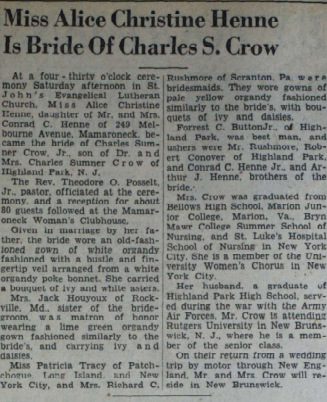 Miss Alice Christine Henne
Is Bride Of Charles S. Crow
At a four - thirty o'clock cere-
mony Saturday afternoon in St.
John's Evangelical Lutheran
Church, Miss Alice Christine
Henne, daughter of Mr. and Mrs.
Conrad C. Henne of 249 Mel-
bourne Avenue, Mamaroneck, be-
came the bride of Charles Sum-
ner Crow, Jr., son of Dr. and
Mrs. Charles Sumner Crow of
Highland Park, N. J.
The Rev. Theodore O. Posselt,
Jr., pastor, officiated at the cere-
mony, and a reception for about
80 guests followed at the Mamar-
oneck Woman's Clubhouse.
Given in marriage by her fa-
ther, the bride wore an old-fash-
ioned gown of white organdy
fashioned with a bustle and fin-
gertip veil arranged from a white
organdy poke bonnet. She carried
a bouquet of ivy and white asters.
Mrs. Jack Houyoux of Rock-
ville, Md., sister of the bride-
groom, was matron of honor
wearing a lime green organdy
gown fashioned similarly to the
bride's, and carrying ivy and
daisies.
Miss Patricia Tracy of Patch-
chogue, Long Island, and New
York City, and Mrs. Richard C.
Rushmore of Scranton, Pa. were
bridesmaids. They wore gowns of
pale yellow organdy fashioned
similarly to the bride's, with bou-
quets of ivy and daisies.
Forrest C. Button Jr., of High-
land Park, was best man, and
ushers were Mr. Rushmore, Rob-
ert Conover of Highland Park,
and Conrad C. Henne Jr., and Ar-
thur J. Henne, brothers of the
bride.
Mrs. Crow was graduated from
Bellows High School, Marion Jun-
ior College, Marion, Va., Bryn
Mawr College Summer School of
Nursing, and St. Luke's Hospital
School of Nursing in New York
City. She is a member of the Uni-
versity Women's Chorus in New
York City.
Her husband, a graduate of
Highland Park High School, serv-
ed during the war with the Army
Air Forces. Mr. Crow is attending
Rutgers University in New Bruns-
wick, N. J., where he is a mem-
ber of the senior class.
On their return from a wedding
trip by motor through New Eng-
land, Mr. and Mrs. Crow will re-
side in New Brunswick.